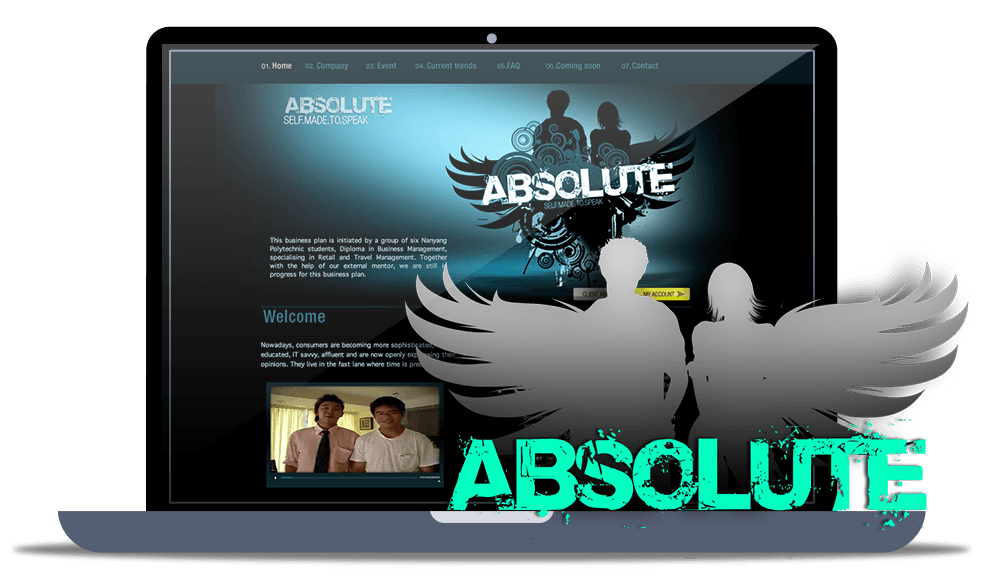 01. Home 02. Company 03. Event 04. Current trends 05.FAQ 06.Coming soon 07.Contact
ABSOLUTE
SELF.MADE.TO.SPEAK
ABSOLUTE
SELF.MADE.TO.SPEAK
This business plan is initiated by a group of six Nanyang
Polytechnic students, Diploma in Business Management,
specialising in Retail and Travel Management. Together
with the help of our external mentor, we are still
progress for this business plan.
CLIENT MY ACCOUNT
Welcome
Nowadays, consumers are becoming more sophisticated,
educated, IT savvy, affluent and are now openly expressing their
opinions. They live in the fast lane where time is
ABSOLUTE